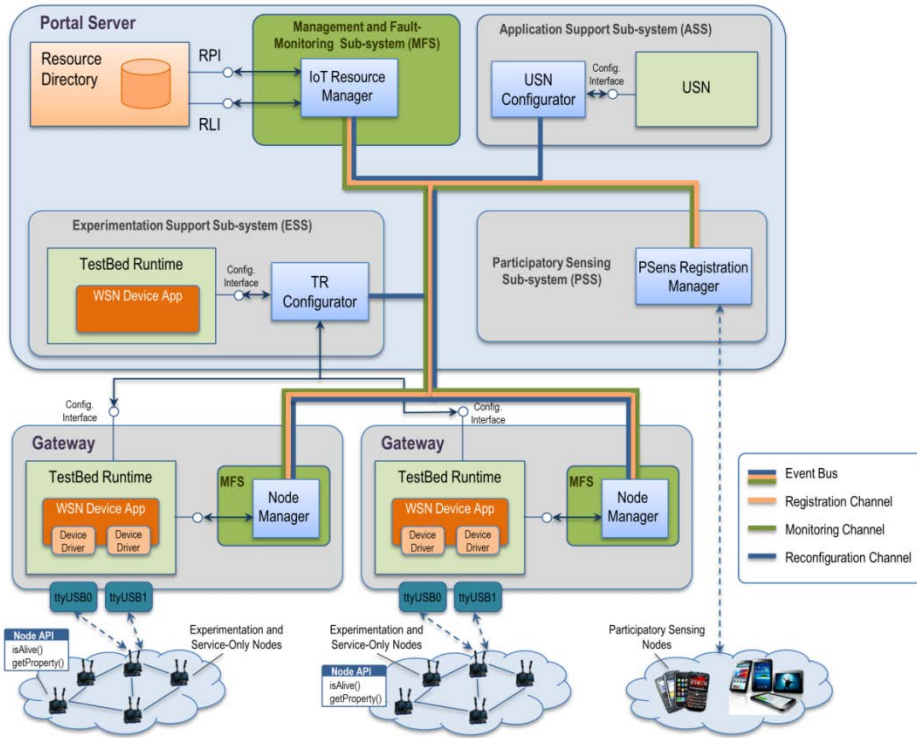 Portal Server
Resource
Directory
RPI
RLI
Management and Fault-
Monitoring Sub-system (MFS)
IoT Resource
Manager
Application Support Sub-system (ASS)
USN
Configurator
Config.
Interface
USN
Experimentation Support Sub-system (ESS)
TestBed Runtime
WSN Device App
Config.
Interface
TR
Configurator
Participatory Sensing
Sub-system (PSS)
PSens Registration
Manager
Config.
Interface
Config.
Interface
Gateway
TestBed Runtime
WSN Device App
Device
Driver
Device
Driver
MFS
Node
Manager
ttyUSB0
ttyUSB1
Gateway
TestBed Runtime
WSN Device App
Device
Driver
Device
Driver
MFS
Node
Manager
ttyUSB0
ttyUSB1
Event Bus
Registration Channel
Monitoring Channel
Reconfiguration Channel
Node API
isAlive()
getProperty()
Experimentation and
Service-Only Nodes
Experimentation and
Service-Only Nodes
Node API
isAlive()
getProperty()
Participatory Sensing
Nodes